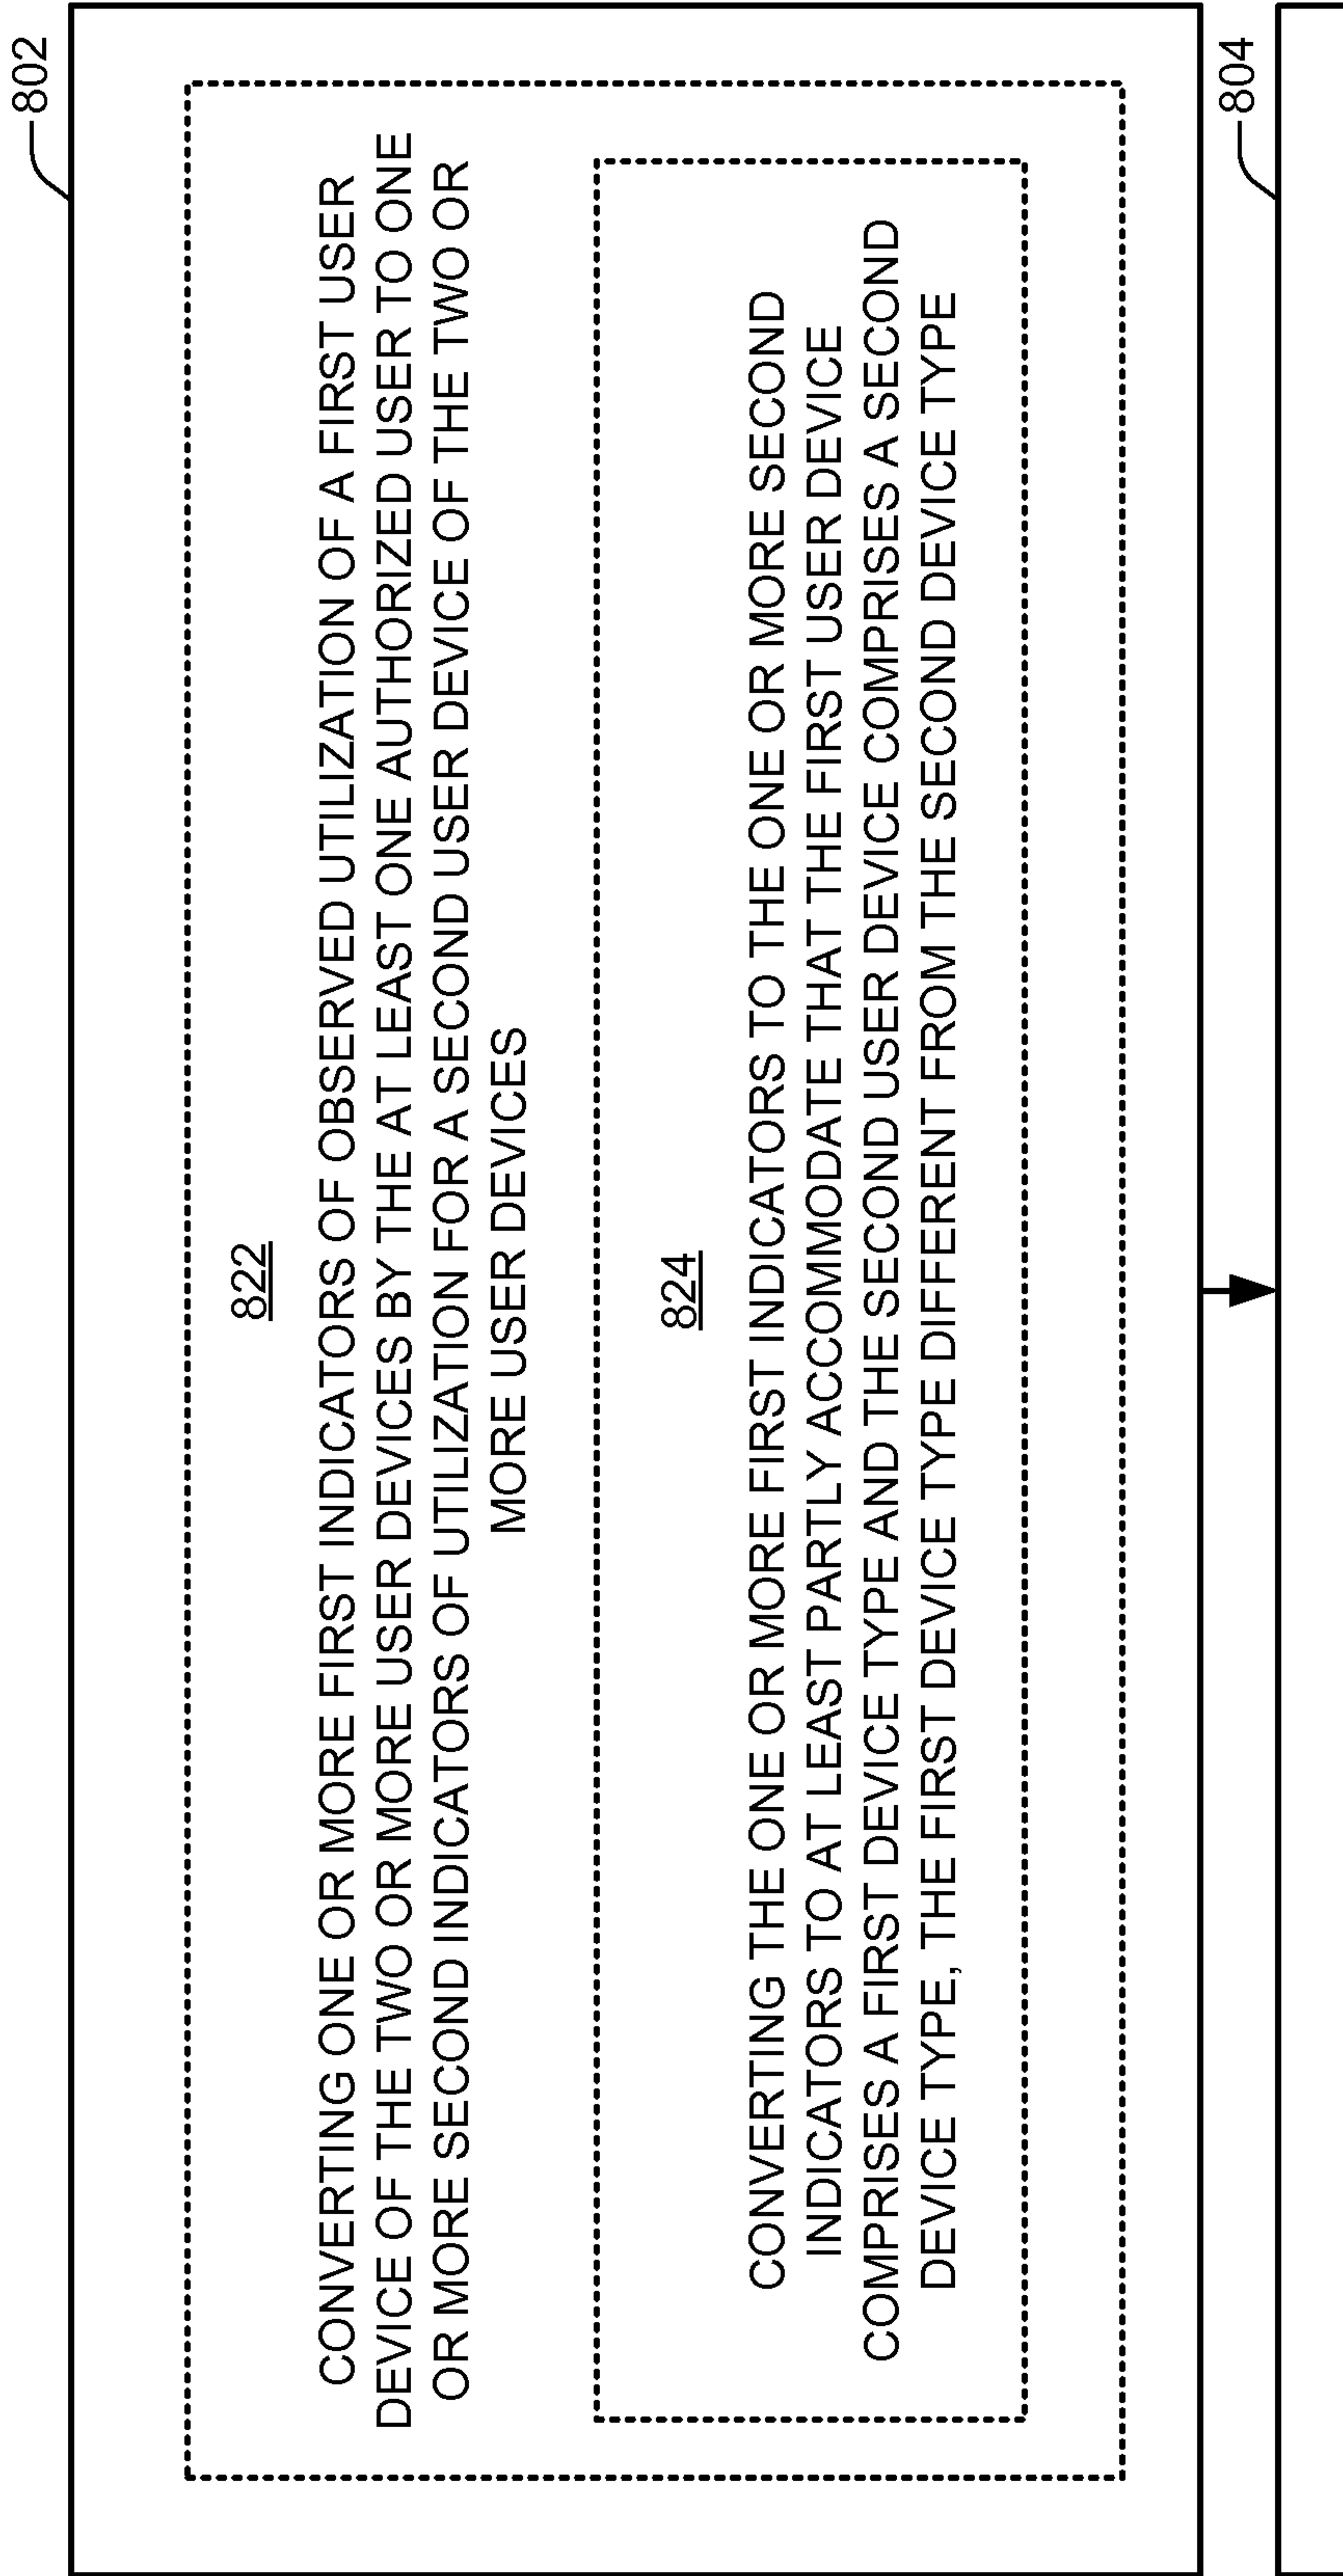 802
822
CONVERTING ONE OR MORE FIRST INDICATORS OF OBSERVED UTILIZATION OF A FIRST USER
DEVICE OF THE TWO OR MORE USER DEVICES BY THE AT LEAST ONE AUTHORIZED USER TO ONE
OR MORE SECOND INDICATORS OF UTILIZATION FOR A SECOND USER DEVICE OF THE TWO OR
MORE USER DEVICES
824
CONVERTING THE ONE OR MORE FIRST INDICATORS TO THE ONE OR MORE SECOND
INDICATORS TO AT LEAST PARTLY ACCOMMODATE THAT THE FIRST USER DEVICE
COMPRISES A FIRST DEVICE TYPE AND THE SECOND USER DEVICE COMPRISES A SECOND
DEVICE TYPE, THE FIRST DEVICE TYPE DIFFERENT FROM THE SECOND DEVICE TYPE
804